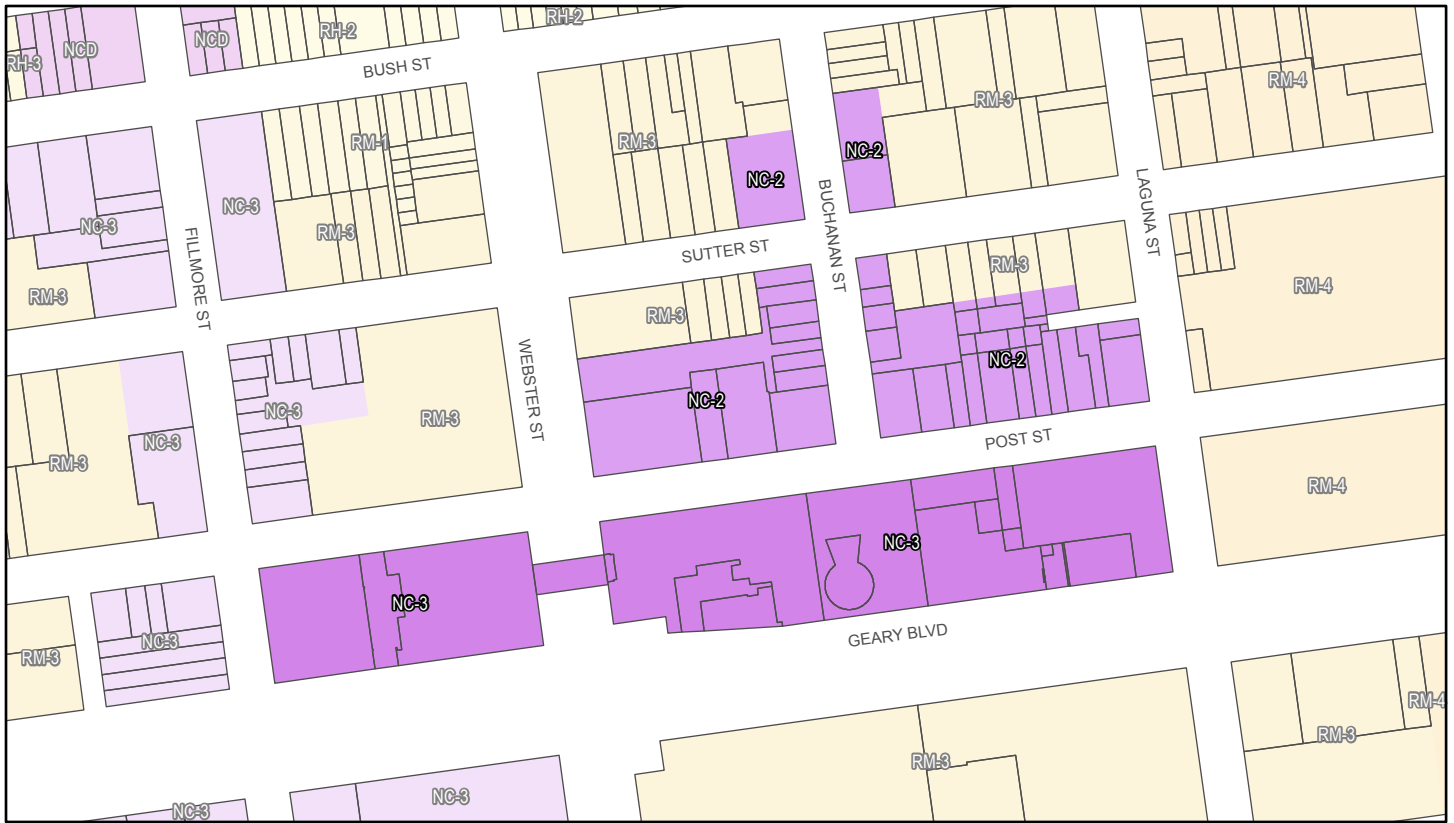 RH-2
RH-2
NCD
NCD
RH-3
BUSH ST
RM-4
RM-3
RM-1
RM-3
NC-2
NC-2
NC-3
NC-3
RM-3
RM-3
FILLMORE ST
BUCHANAN ST
LAGUNA ST
SUTTER ST
RM-3
RM-4
RM-3
NC-2
NC-2
NC-3
RM-3
WEBSTER ST
NC-3
RM-3
POST ST
RM-4
NC-3
NC-3
GEARY BLVD
NC-3
RM-3
RM-4
RM-3
RM-3
NC-3
NC-3